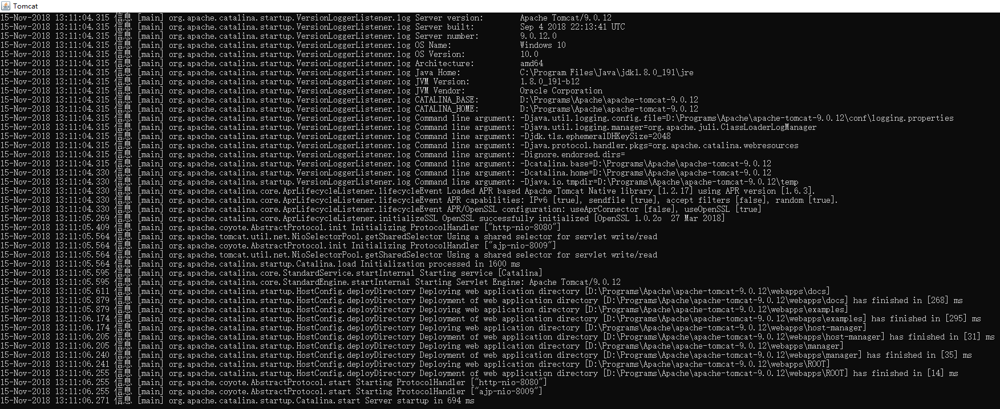 Tomcat
15-Nov-2018 13:11:04.315 信息 [main] org.apache.catalina.startup.VersionLoggerListener.log Server version:        Apache Tomcat/9.0.12
15-Nov-2018 13:11:04.315 信息 [main] org.apache.catalina.startup.VersionLoggerListener.log Server built:          Sep 4 2018 22:13:41 UTC
15-Nov-2018 13:11:04.315 信息 [main] org.apache.catalina.startup.VersionLoggerListener.log Server number:         9.0.12.0
15-Nov-2018 13:11:04.315 信息 [main] org.apache.catalina.startup.VersionLoggerListener.log OS Name:               Windows 10
15-Nov-2018 13:11:04.315 信息 [main] org.apache.catalina.startup.VersionLoggerListener.log OS Version:            10.0
15-Nov-2018 13:11:04.315 信息 [main] org.apache.catalina.startup.VersionLoggerListener.log Architecture:          amd64
15-Nov-2018 13:11:04.315 信息 [main] org.apache.catalina.startup.VersionLoggerListener.log Java Home:             C:\Program Files\Java\jdk1.8.0_191\jre
15-Nov-2018 13:11:04.315 信息 [main] org.apache.catalina.startup.VersionLoggerListener.log JVM Version:           1.8.0_191-b12
15-Nov-2018 13:11:04.315 信息 [main] org.apache.catalina.startup.VersionLoggerListener.log JVM Vendor:            Oracle Corporation
15-Nov-2018 13:11:04.315 信息 [main] org.apache.catalina.startup.VersionLoggerListener.log CATALINA_BASE:         D:\Programs\Apache\apache-tomcat-9.0.12
15-Nov-2018 13:11:04.315 信息 [main] org.apache.catalina.startup.VersionLoggerListener.log CATALINA_HOME:         D:\Programs\Apache\apache-tomcat-9.0.12
15-Nov-2018 13:11:04.315 信息 [main] org.apache.catalina.startup.VersionLoggerListener.log Command line argument: -Djava.util.logging.config.file=D:\Programs\Apache\apache-tomcat-9.0.12\conf\logging.properties
15-Nov-2018 13:11:04.315 信息 [main] org.apache.catalina.startup.VersionLoggerListener.log Command line argument: -Djava.util.logging.manager=org.apache.juli.ClassLoaderLogManager
15-Nov-2018 13:11:04.315 信息 [main] org.apache.catalina.startup.VersionLoggerListener.log Command line argument: -Djdk.tls.ephemeralDHKeySize=2048
15-Nov-2018 13:11:04.315 信息 [main] org.apache.catalina.startup.VersionLoggerListener.log Command line argument: -Djava.protocol.handler.pkgs=org.apache.catalina.webresources
15-Nov-2018 13:11:04.315 信息 [main] org.apache.catalina.startup.VersionLoggerListener.log Command line argument: -Dignore.endorsed.dirs=
15-Nov-2018 13:11:04.315 信息 [main] org.apache.catalina.startup.VersionLoggerListener.log Command line argument: -Dcatalina.base=D:\Programs\Apache\apache-tomcat-9.0.12
15-Nov-2018 13:11:04.330 信息 [main] org.apache.catalina.startup.VersionLoggerListener.log Command line argument: -Dcatalina.home=D:\Programs\Apache\apache-tomcat-9.0.12
15-Nov-2018 13:11:04.330 信息 [main] org.apache.catalina.startup.VersionLoggerListener.log Command line argument: -Djava.io.tmpdir=D:\Programs\Apache\apache-tomcat-9.0.12\temp
15-Nov-2018 13:11:04.330 信息 [main] org.apache.catalina.core.AprLifecycleListener.lifecycleEvent Loaded APR based Apache Tomcat Native library [1.2.17] using APR version [1.6.3].
15-Nov-2018 13:11:04.330 信息 [main] org.apache.catalina.core.AprLifecycleListener.lifecycleEvent APR capabilities: IPv6 [true], sendfile [true], accept filters [false], random [true].
15-Nov-2018 13:11:04.330 信息 [main] org.apache.catalina.core.AprLifecycleListener.lifecycleEvent APR/OpenSSL configuration: useAprConnector [false], useOpenSSL [true]
15-Nov-2018 13:11:05.269 信息 [main] org.apache.catalina.core.AprLifecycleListener.initializeSSL OpenSSL successfully initialized [OpenSSL 1.0.2o  27 Mar 2018]
15-Nov-2018 13:11:05.409 信息 [main] org.apache.coyote.AbstractProtocol.init Initializing ProtocolHandler ["http-nio-8080"]
15-Nov-2018 13:11:05.564 信息 [main] org.apache.tomcat.util.net.NioSelectorPool.getSharedSelector Using a shared selector for servlet write/read
15-Nov-2018 13:11:05.564 信息 [main] org.apache.coyote.AbstractProtocol.init Initializing ProtocolHandler ["ajp-nio-8009"]
15-Nov-2018 13:11:05.564 信息 [main] org.apache.tomcat.util.net.NioSelectorPool.getSharedSelector Using a shared selector for servlet write/read
15-Nov-2018 13:11:05.564 信息 [main] org.apache.catalina.startup.Catalina.load Initialization processed in 1600 ms
15-Nov-2018 13:11:05.595 信息 [main] org.apache.catalina.core.StandardService.startInternal Starting service [Catalina]
15-Nov-2018 13:11:05.595 信息 [main] org.apache.catalina.core.StandardEngine.startInternal Starting Servlet Engine: Apache Tomcat/9.0.12
15-Nov-2018 13:11:05.611 信息 [main] org.apache.catalina.startup.HostConfig.deployDirectory Deploying web application directory [D:\Programs\Apache\apache-tomcat-9.0.12\webapps\docs]
15-Nov-2018 13:11:05.879 信息 [main] org.apache.catalina.startup.HostConfig.deployDirectory Deployment of web application directory [D:\Programs\Apache\apache-tomcat-9.0.12\webapps\docs] has finished in [268] ms
15-Nov-2018 13:11:05.879 信息 [main] org.apache.catalina.startup.HostConfig.deployDirectory Deploying web application directory [D:\Programs\Apache\apache-tomcat-9.0.12\webapps\examples]
15-Nov-2018 13:11:06.174 信息 [main] org.apache.catalina.startup.HostConfig.deployDirectory Deployment of web application directory [D:\Programs\Apache\apache-tomcat-9.0.12\webapps\examples] has finished in [295] ms
15-Nov-2018 13:11:06.174 信息 [main] org.apache.catalina.startup.HostConfig.deployDirectory Deploying web application directory [D:\Programs\Apache\apache-tomcat-9.0.12\webapps\host-manager]
15-Nov-2018 13:11:06.205 信息 [main] org.apache.catalina.startup.HostConfig.deployDirectory Deployment of web application directory [D:\Programs\Apache\apache-tomcat-9.0.12\webapps\host-manager] has finished in [31] ms
15-Nov-2018 13:11:06.205 信息 [main] org.apache.catalina.startup.HostConfig.deployDirectory Deploying web application directory [D:\Programs\Apache\apache-tomcat-9.0.12\webapps\manager]
15-Nov-2018 13:11:06.240 信息 [main] org.apache.catalina.startup.HostConfig.deployDirectory Deployment of web application directory [D:\Programs\Apache\apache-tomcat-9.0.12\webapps\manager] has finished in [35] ms
15-Nov-2018 13:11:06.241 信息 [main] org.apache.catalina.startup.HostConfig.deployDirectory Deploying web application directory [D:\Programs\Apache\apache-tomcat-9.0.12\webapps\ROOT]
15-Nov-2018 13:11:06.255 信息 [main] org.apache.catalina.startup.HostConfig.deployDirectory Deployment of web application directory [D:\Programs\Apache\apache-tomcat-9.0.12\webapps\ROOT] has finished in [14] ms
15-Nov-2018 13:11:06.255 信息 [main] org.apache.coyote.AbstractProtocol.start Starting ProtocolHandler ["http-nio-8080"]
15-Nov-2018 13:11:06.255 信息 [main] org.apache.coyote.AbstractProtocol.start Starting ProtocolHandler ["ajp-nio-8009"]
15-Nov-2018 13:11:06.271 信息 [main] org.apache.catalina.startup.Catalina.start Server startup in 694 ms